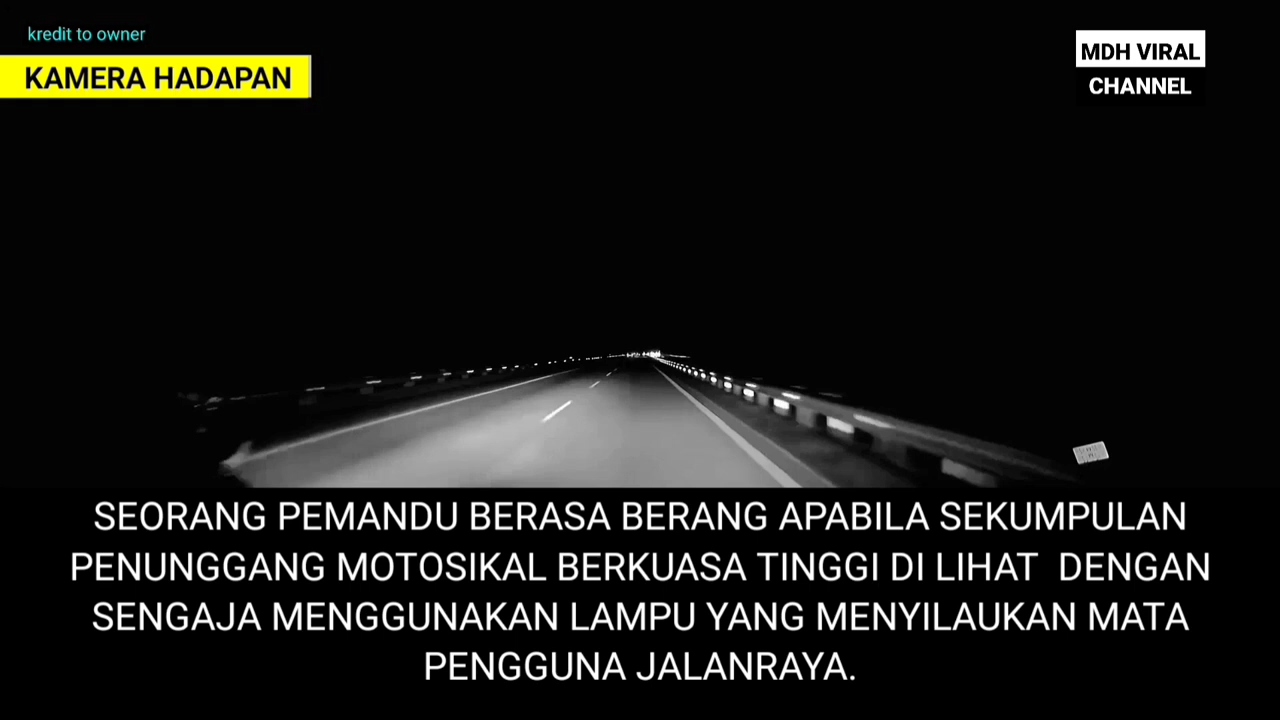 kredit to owner
KAMERA HADAPAN
MDH VIRAL
CHANNEL
SEORANG PEMANDU BERASA BERANG APABILA SEKUMPULAN
PENUNGGANG MOTOSIKAL BERKUASA TINGGI DI LIHAT DENGAN
SENGAJA MENGGUNAKAN LAMPU YANG MENYILAUKAN MATA
PENGGUNA JALANRAYA.